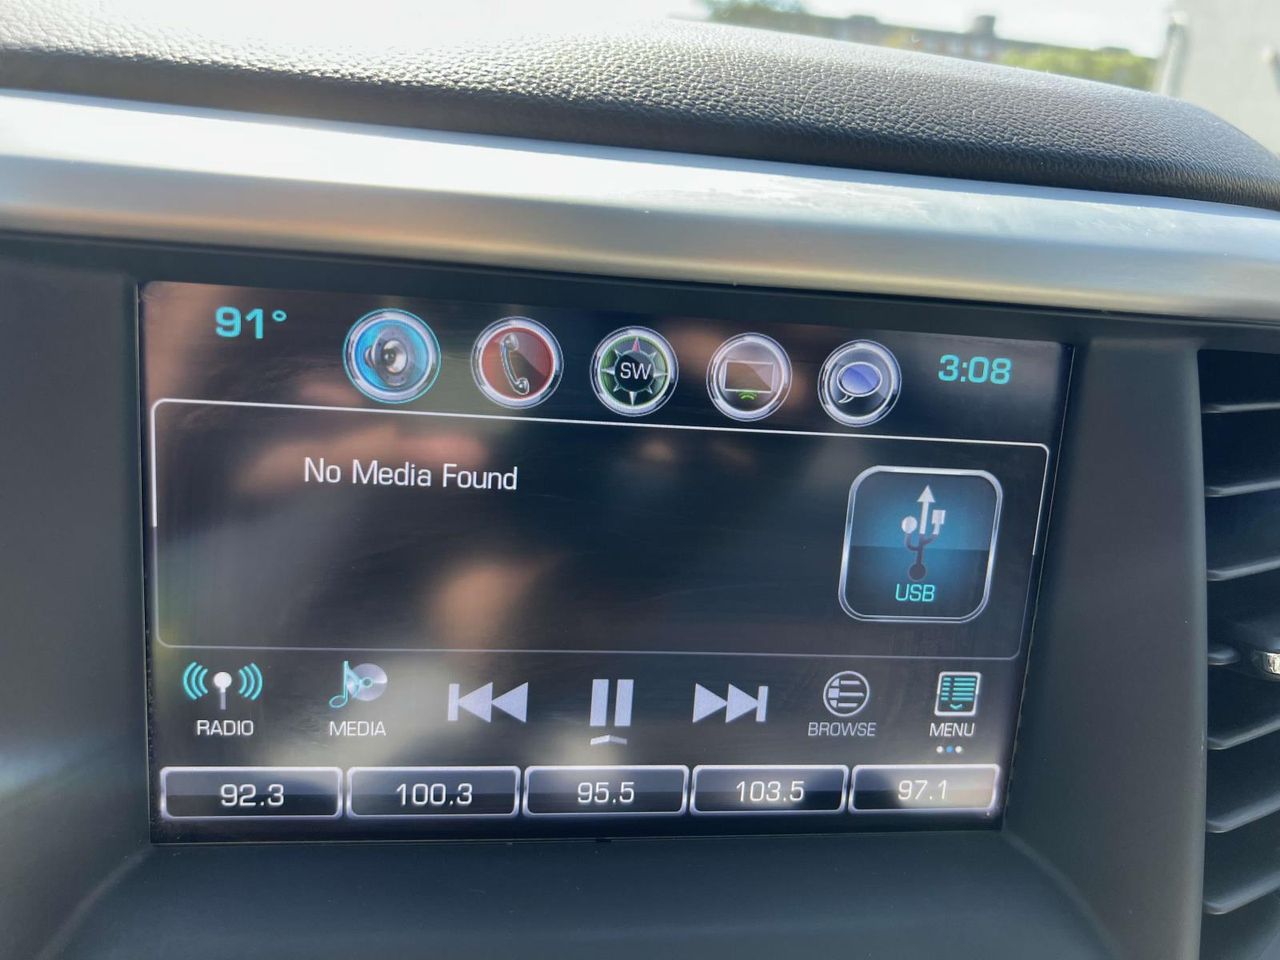 91°
SW
3:08
No Media Found
USB
RADIO
MEDIA
BROWSE
MENU
92.3
100.3
95.5
103.5
97.1